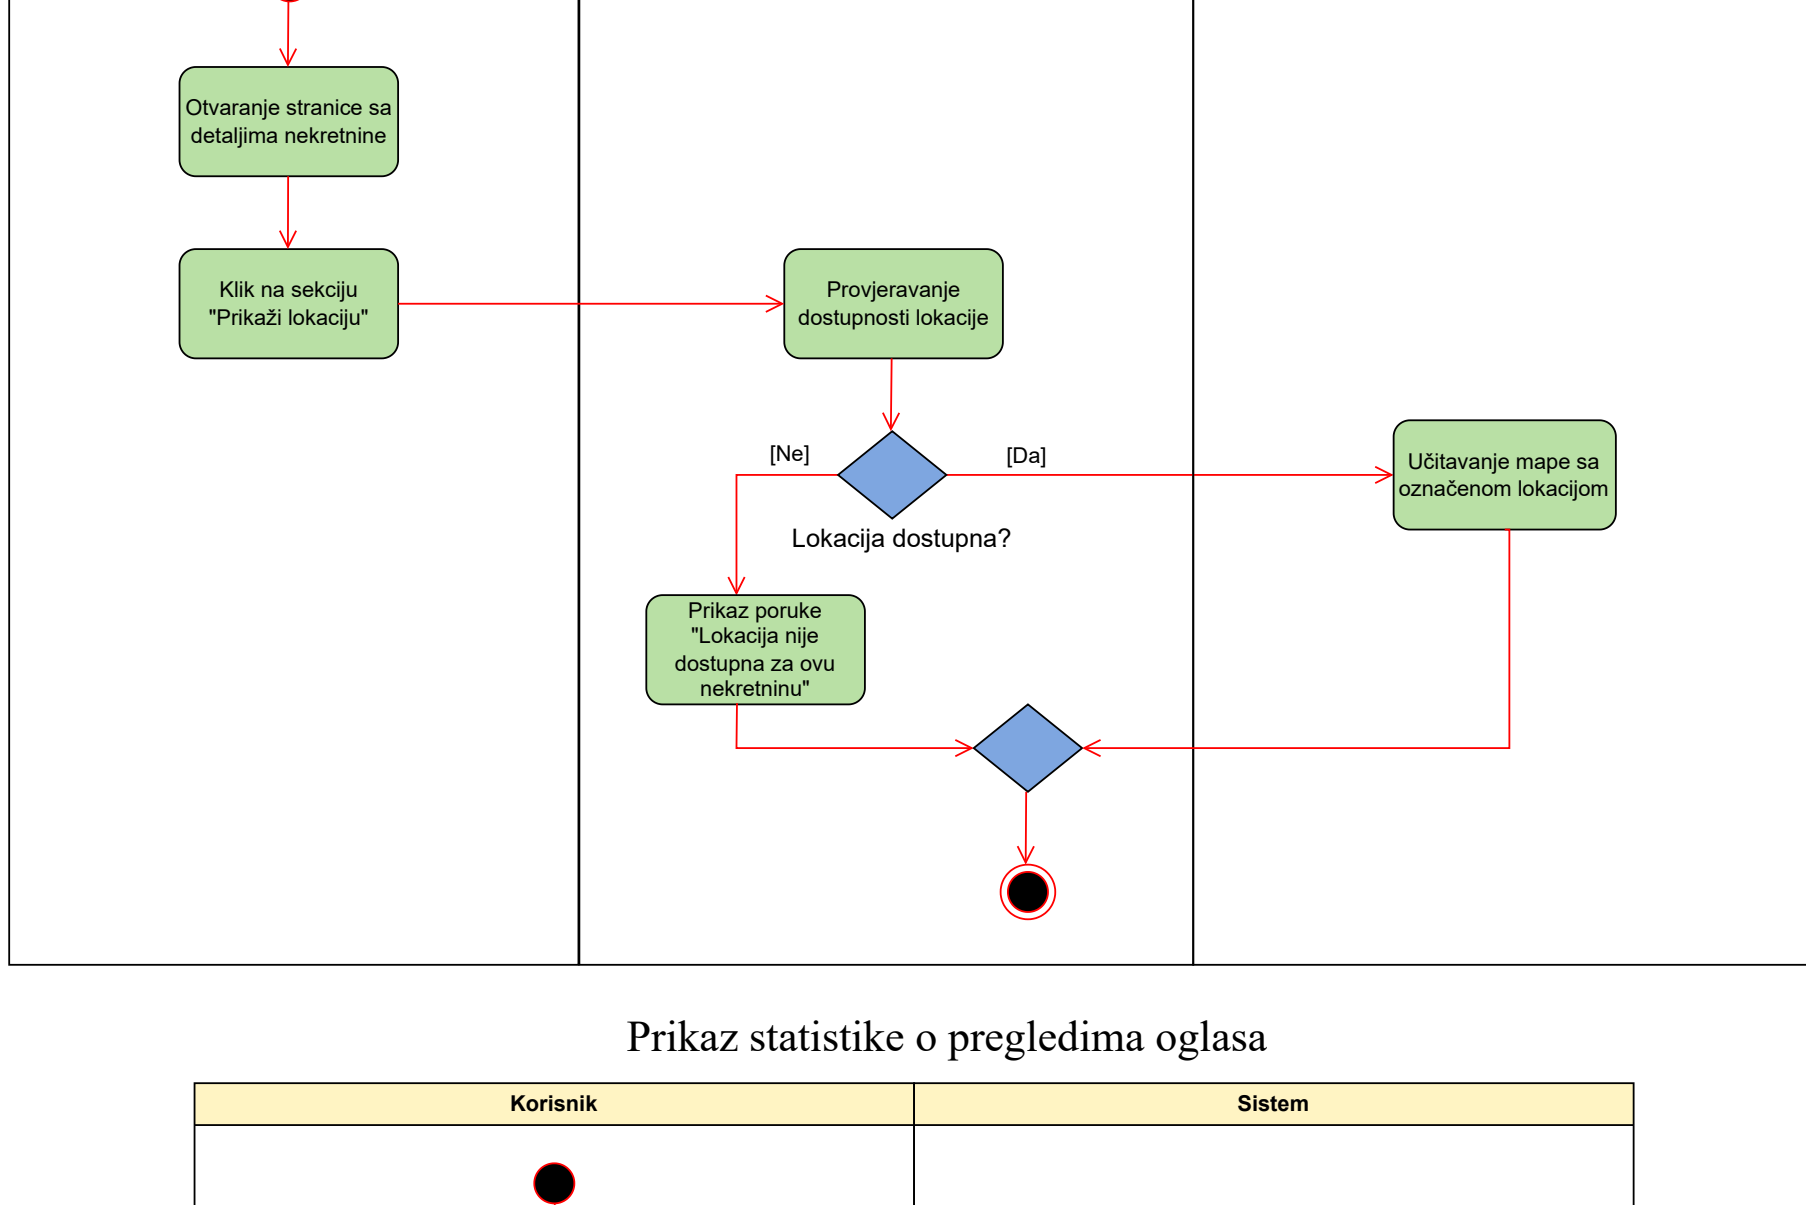 Otvaranje stranice sa
detaljima nekretnine
Klik na sekciju
"Prikaži lokaciju"
Provjeravanje
dostupnosti lokacije
[Ne]
[Da]
Lokacija dostupna?
Učitavanje mape sa
označenom lokacijom
Prikaz poruke
"Lokacija nije
dostupna za ovu
nekretninu"
Prikaz statistike o pregledima oglasa
Korisnik
Sistem